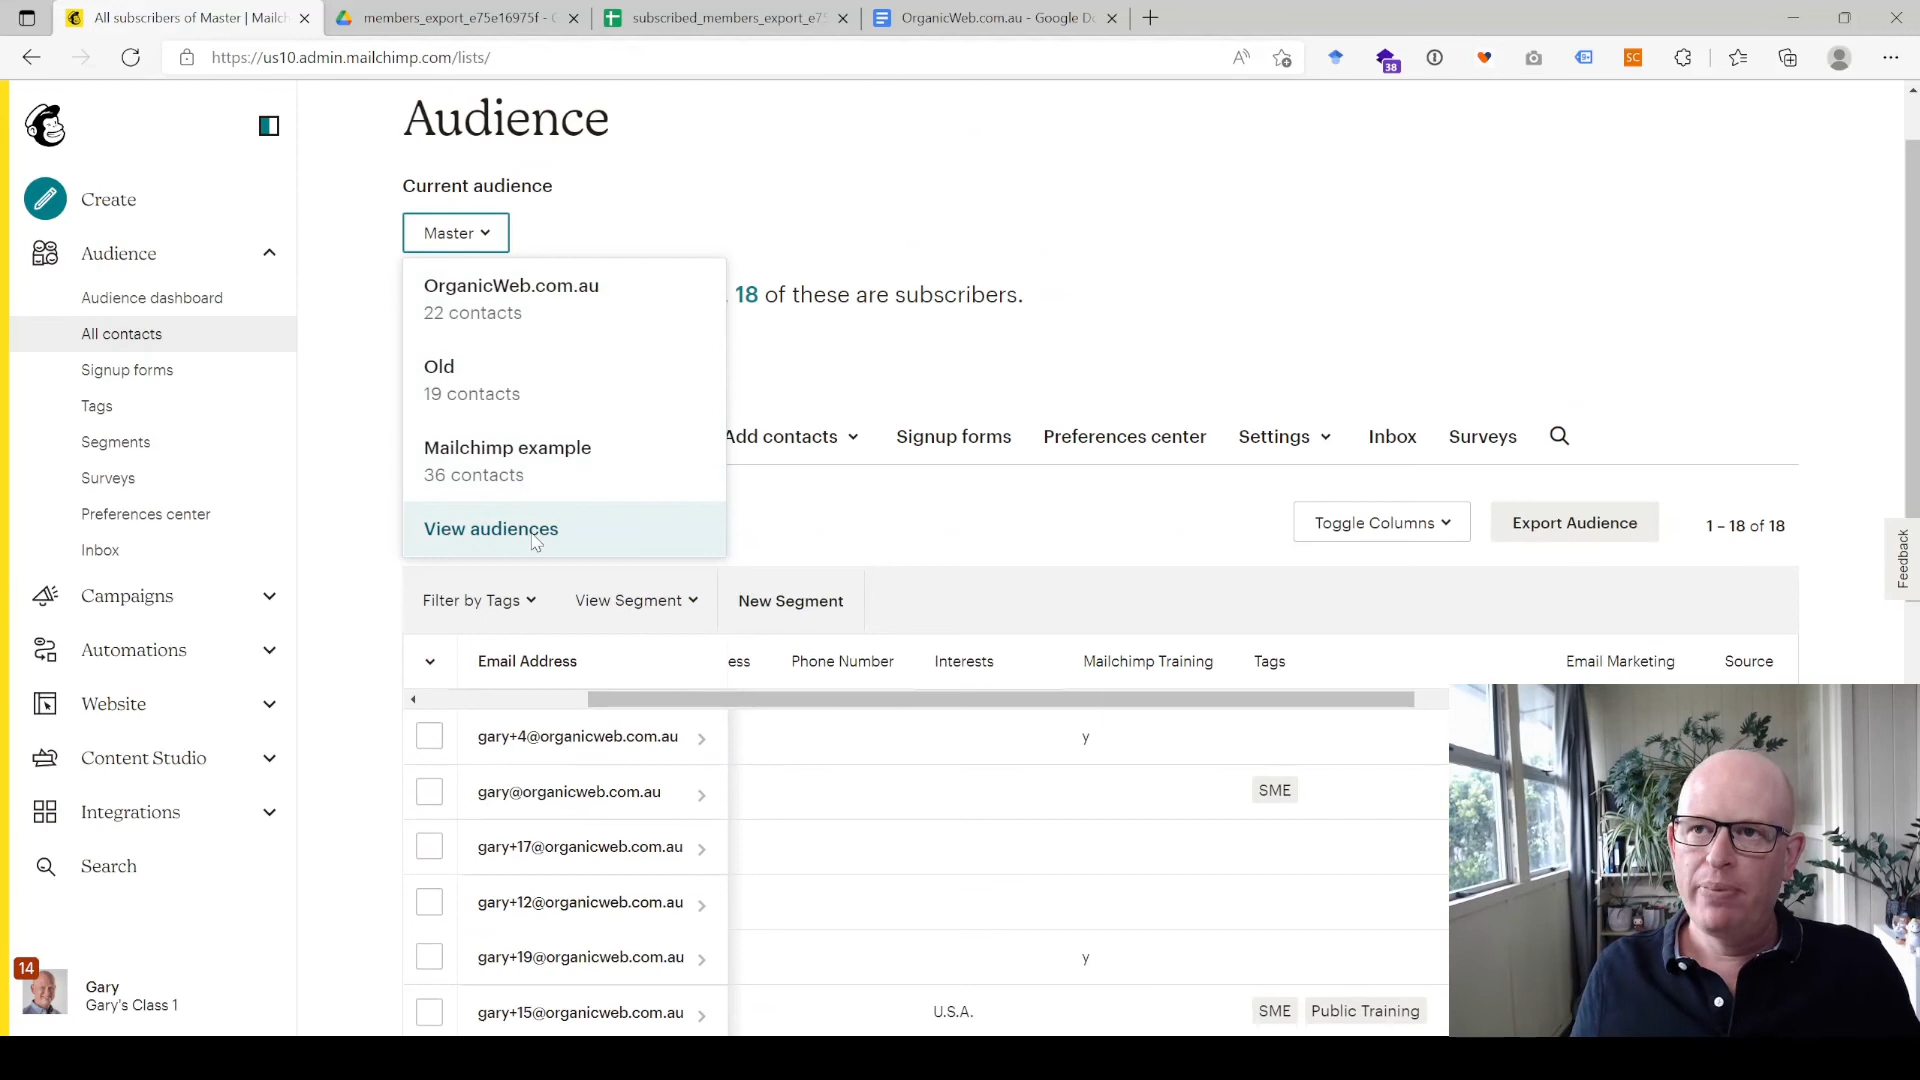 All subscribers of Master | Mailch
members_export_e75e16975f - G
subscribed_members_export_e75
OrganicWeb.com.au - Google Do
https://us10.admin.mailchimp.com/lists/
38
SC
Audience
Current audience
Master
OrganicWeb.com.au
22 contacts
Old
19 contacts
Mailchimp example
36 contacts
View audiences
18 of these are subscribers.
Create
Audience
Audience dashboard
All contacts
Signup forms
Tags
Segments
Surveys
Preferences center
Inbox
Campaigns
Automations
Website
Content Studio
Integrations
Search
14
Gary
Gary's Class 1
Add contacts
Signup forms
Preferences center
Settings
Inbox
Surveys
Toggle Columns
Export Audience
1 – 18 of 18
Feedback
Filter by Tags
View Segment
New Segment
Email Address
ess
Phone Number
Interests
Mailchimp Training
Tags
Email Marketing
Source
gary+4@organicweb.com.au
y
gary@organicweb.com.au
SME
gary+17@organicweb.com.au
gary+12@organicweb.com.au
gary+19@organicweb.com.au
y
gary+15@organicweb.com.au
U.S.A.
SME
Public Training